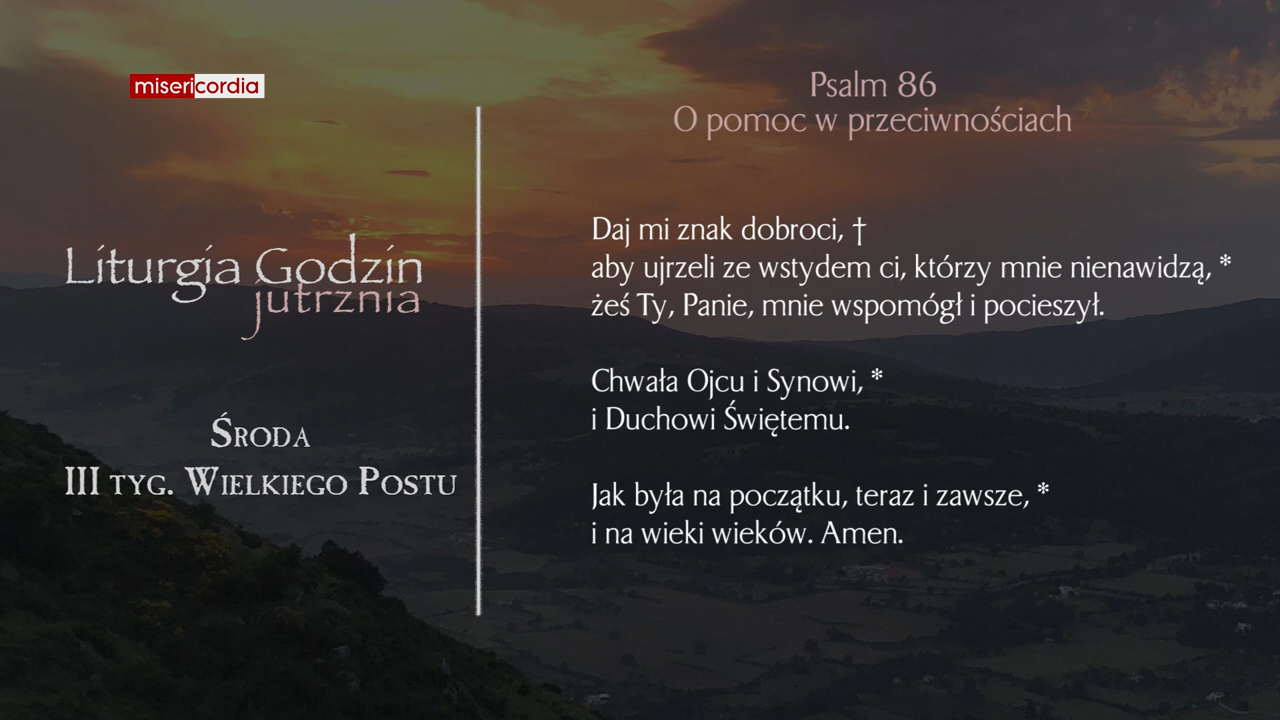 misericordia
Liturgia Godzin
jutrznia
Środa
III tyg. Wielkiego Postu
Psalm 86
O pomoc w przeciwnościach
Daj mi znak dobroci, †
aby ujrzeli ze wstydem ci, którzy mnie nienawidzą, *
żeś Ty, Panie, mnie wspomógł i pocieszył.
Chwała Ojcu i Synowi, *
i Duchowi Świętemu.
Jak była na początku, teraz i zawsze, *
i na wieki wieków. Amen.